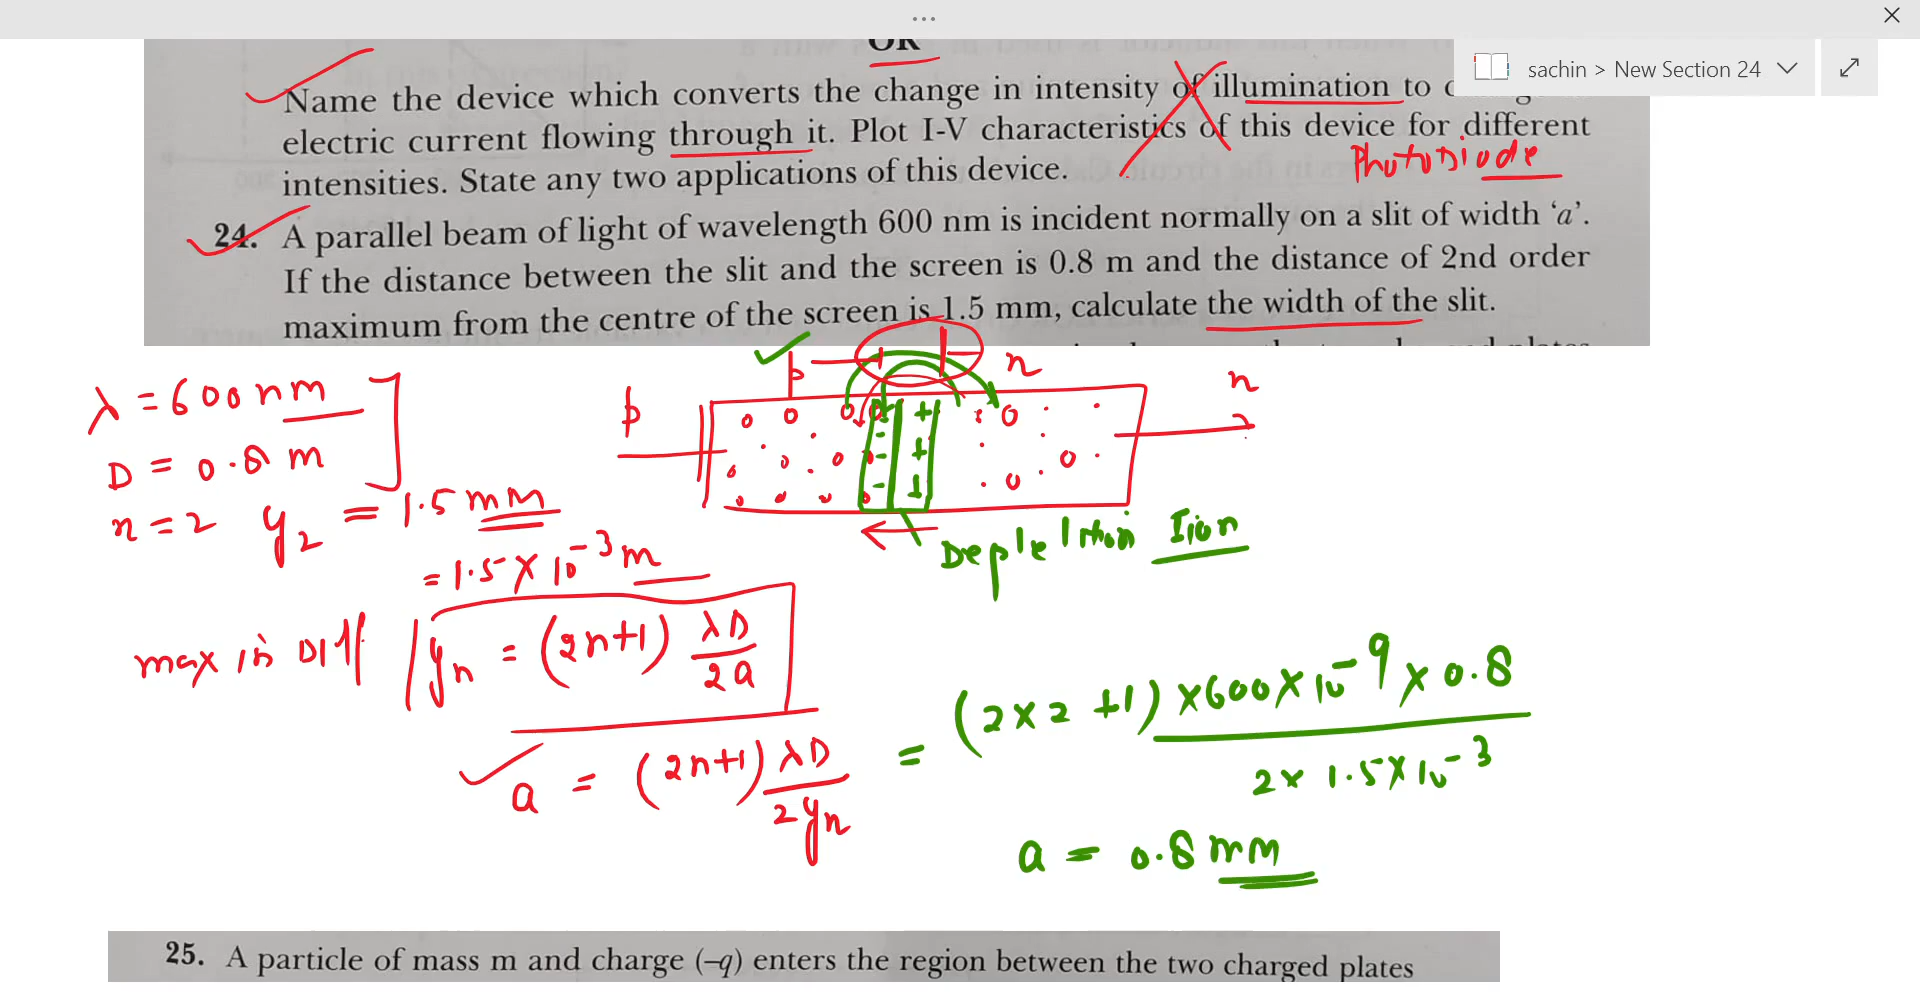 OR
sachin > New Section 24
Name the device which converts the change in intensity of illumination to
electric current flowing through it. Plot I-V characteristics of this device for different
intensities. State any two applications of this device.
PhotoDiode
24. A parallel beam of light of wavelength 600 nm is incident normally on a slit of width 'a'.
If the distance between the slit and the screen is 0.8 m and the distance of 2nd order
maximum from the centre of the screen is 1.5 mm, calculate the width of the slit.
λ = 600 nm
D = 0.8 m
n = 2 y₂ = 1.5 mm
= 1.5 × 10⁻³ m
p n
p n
Depletion
max in Diff yₙ = (2n+1) λD/2a
a = (2n+1) λD/2yₙ = (2×2+1) × 600 × 10⁻⁹ × 0.8 / 2 × 1.5 × 10⁻³
a = 0.8 mm
25. A particle of mass m and charge (–q) enters the region between the two charged plates